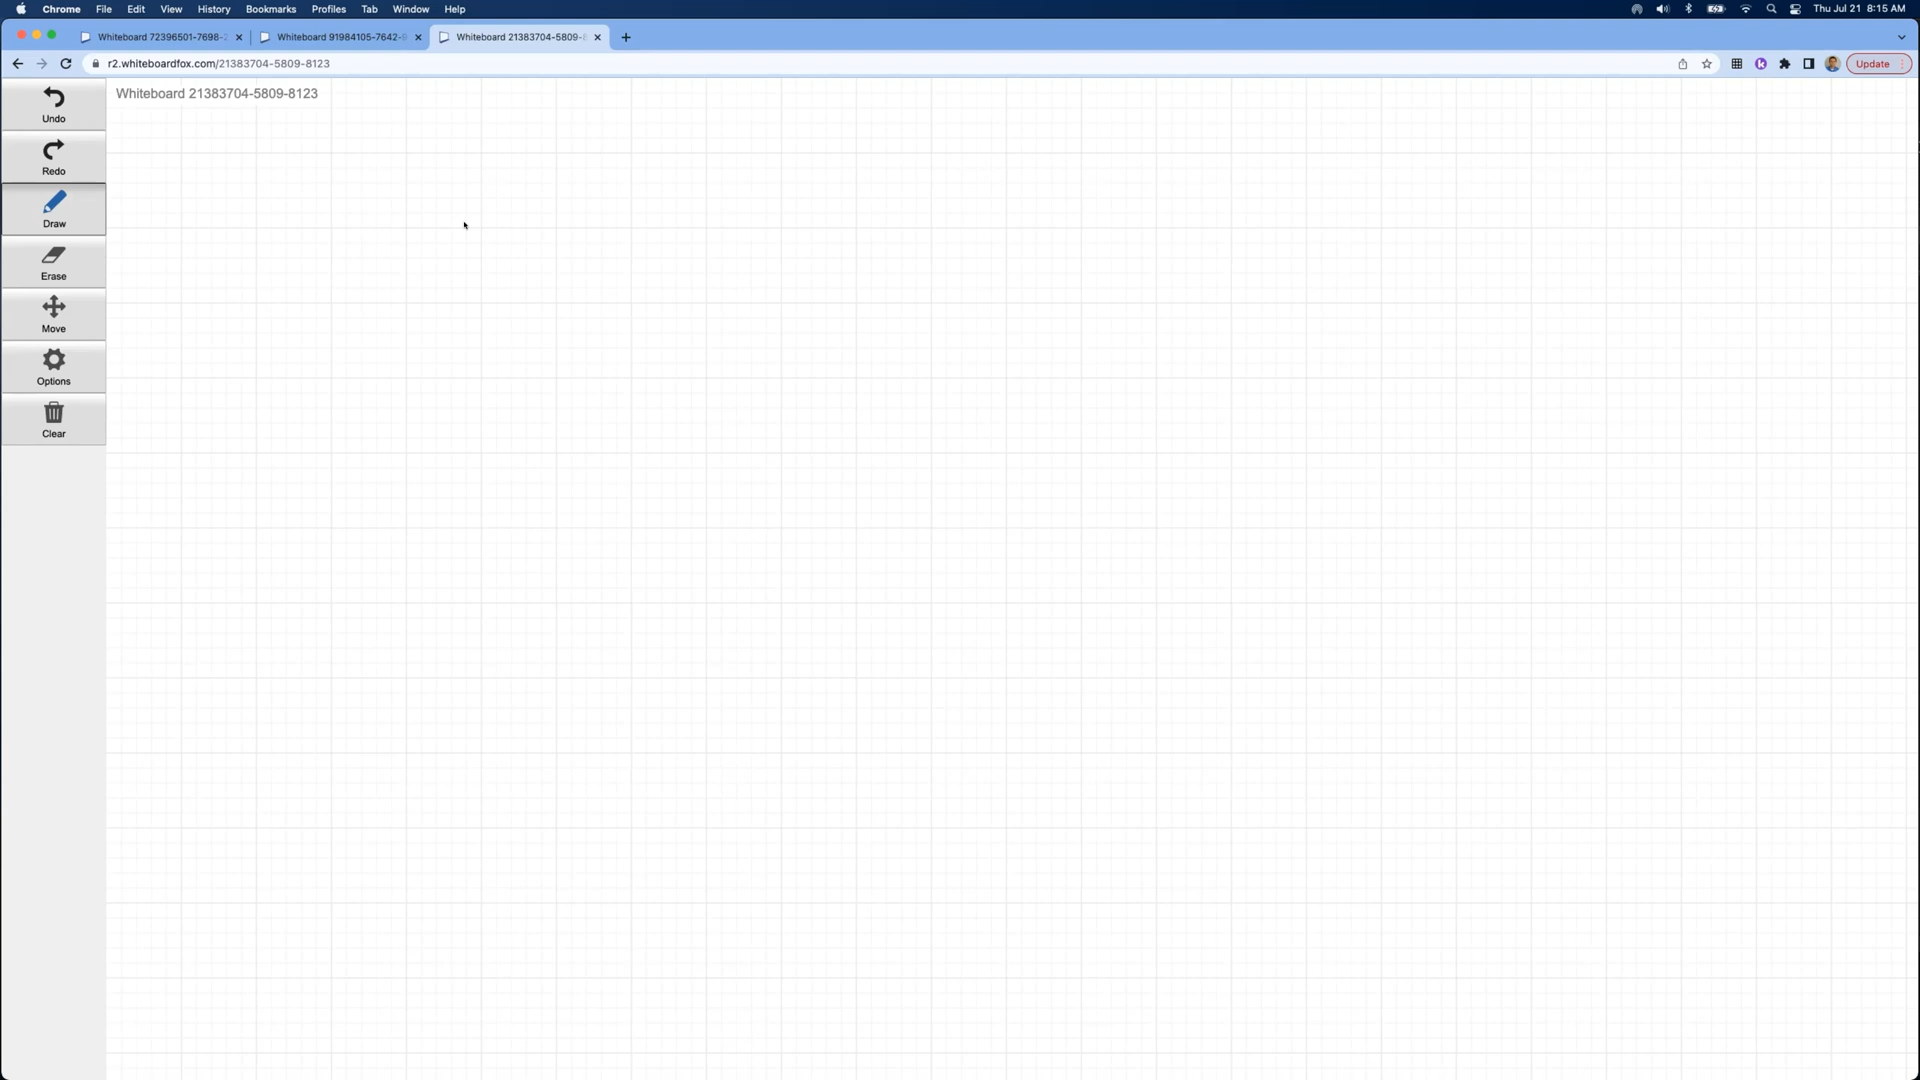 Chrome File Edit View History Bookmarks Profiles Tab Window Help Thu Jul 21 8:15 AM
Whiteboard 72396501-7698-2 Whiteboard 91984105-7642- Whiteboard 21383704-5809-
r2.whiteboardfox.com/21383704-5809-8123 Update
Whiteboard 21383704-5809-8123
Undo
Redo
Draw
Erase
Move
Options
Clear